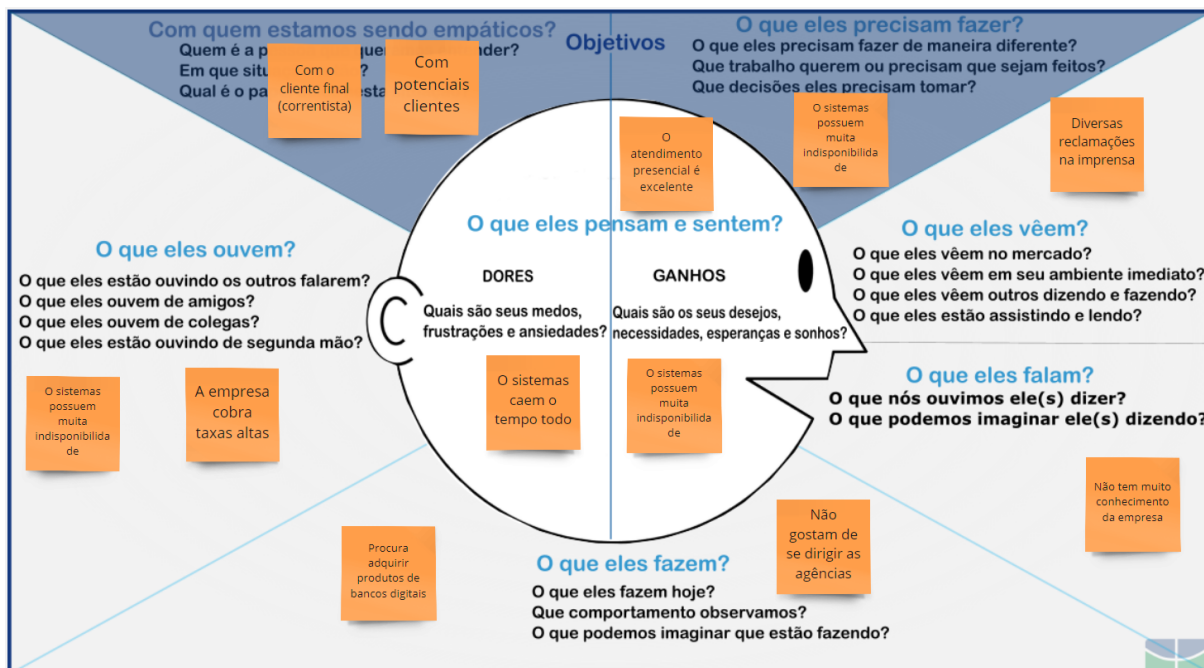 Com quem estamos sendo empáticos?
Quem é a p
der?
Em que situ
?
Qual é o pa
sta
Com o
cliente final
(correntista)
Com
potenciais
clientes
Objetivos
O que eles precisam fazer?
O que eles precisam fazer de maneira diferente?
Que trabalho querem ou precisam que sejam feitos?
Que decisões eles precisam tomar?
O
atendimento
presencial é
excelente
O sistemas
possuem
muita
indisponibilida
de
Diversas
reclamações
na imprensa
O que eles pensam e sentem?
DORES
Quais são seus medos,
frustrações e ansiedades?
GANHOS
Quais são os seus desejos,
necessidades, esperanças e sonhos?
O sistemas
caem o
tempo todo
O sistemas
possuem
muita
indisponibilida
de
O que eles ouvem?
O que eles estão ouvindo os outros falarem?
O que eles ouvem de amigos?
O que eles ouvem de colegas?
O que eles estão ouvindo de segunda mão?
O sistemas
possuem
muita
indisponibilida
de
A empresa
cobra
taxas altas
O que eles vêem?
O que eles vêem no mercado?
O que eles vêem em seu ambiente imediato?
O que eles vêem outros dizendo e fazendo?
O que eles estão assistindo e lendo?
O que eles falam?
O que nós ouvimos ele(s) dizer?
O que podemos imaginar ele(s) dizendo?
Não tem muito
conhecimento
da empresa
Procura
adquirir
produtos de
bancos digitais
O que eles fazem?
O que eles fazem hoje?
Que comportamento observamos?
O que podemos imaginar que estão fazendo?
Não
gostam de
se dirigir as
agências